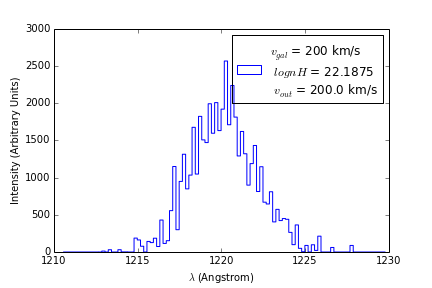 3000
2500
2000
1500
1000
500
0
Intensity (Arbitrary Units)
v_gal = 200 km/s
lognH = 22.1875
v_out = 200.0 km/s
1210 1215 1220 1225 1230
λ (Angstrom)